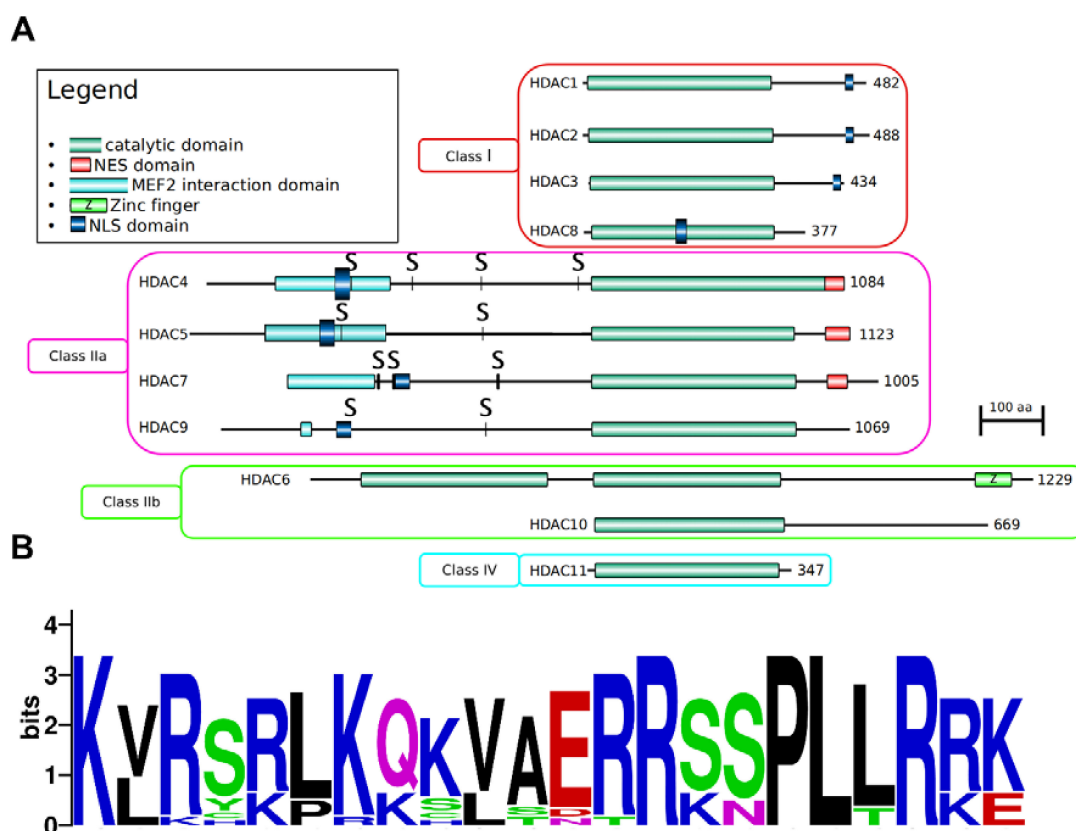 A
Legend
• catalytic domain
• NES domain
• MEF2 interaction domain
• Z Zinc finger
• NLS domain
Class I
HDAC1 482
HDAC2 488
HDAC3 434
HDAC8 377
Class IIa
S S S S
HDAC4 1084
S S
HDAC5 1123
SS S
HDAC7 1005
S S
HDAC9 1069
100 aa
Class IIb
HDAC6 Z 1229
HDAC10 669
B
Class IV
HDAC11 347
4
3
2
1
0
bits
KVRSRLKQKVAERRSSPLLRRK
L YKPKKSLSDKNTKE